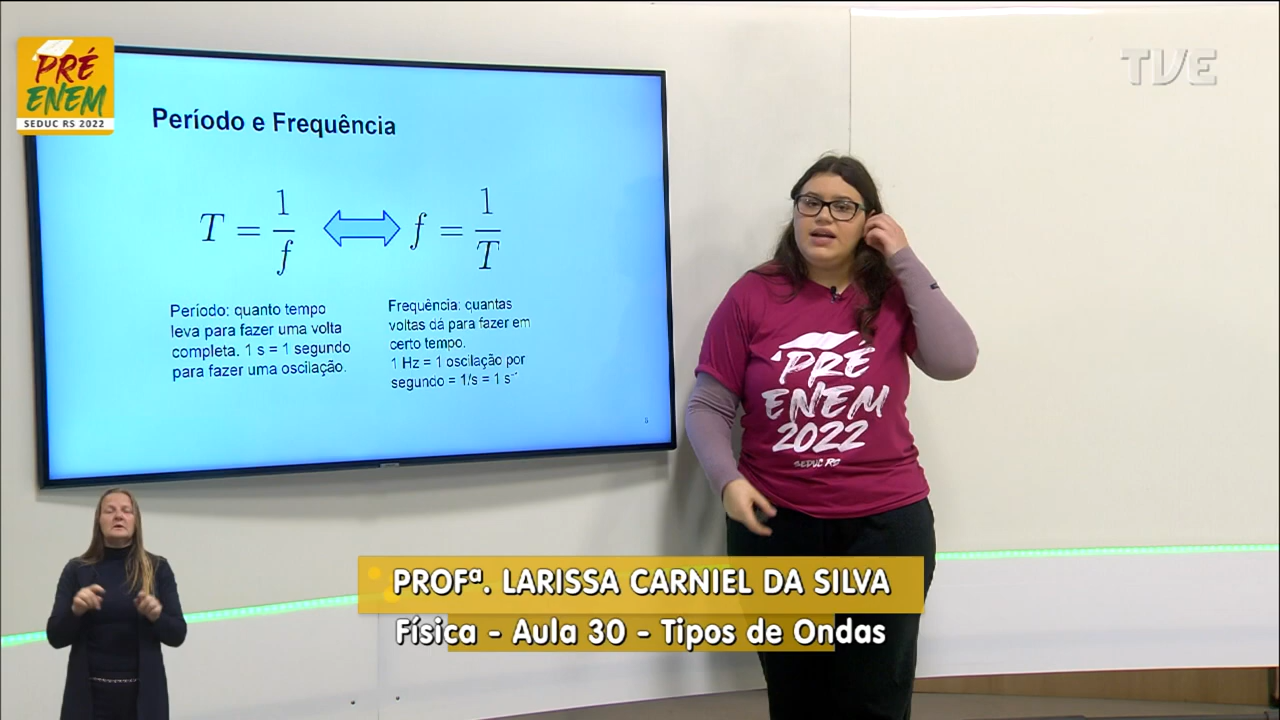 PRÉ
ENEM
SEDUC RS 2022
TVE
Período e Frequência
T = 1/f
f = 1/T
Período: quanto tempo
leva para fazer uma volta
completa. 1 s = 1 segundo
para fazer uma oscilação.
Frequência: quantas
voltas dá para fazer em
certo tempo.
1 Hz = 1 oscilação por
segundo = 1/s = 1 s⁻¹
9
'PRÉ
ENEM
2022
SEDUC RS
PROFª. LARISSA CARNIEL DA SILVA
Física - Aula 30 - Tipos de Ondas